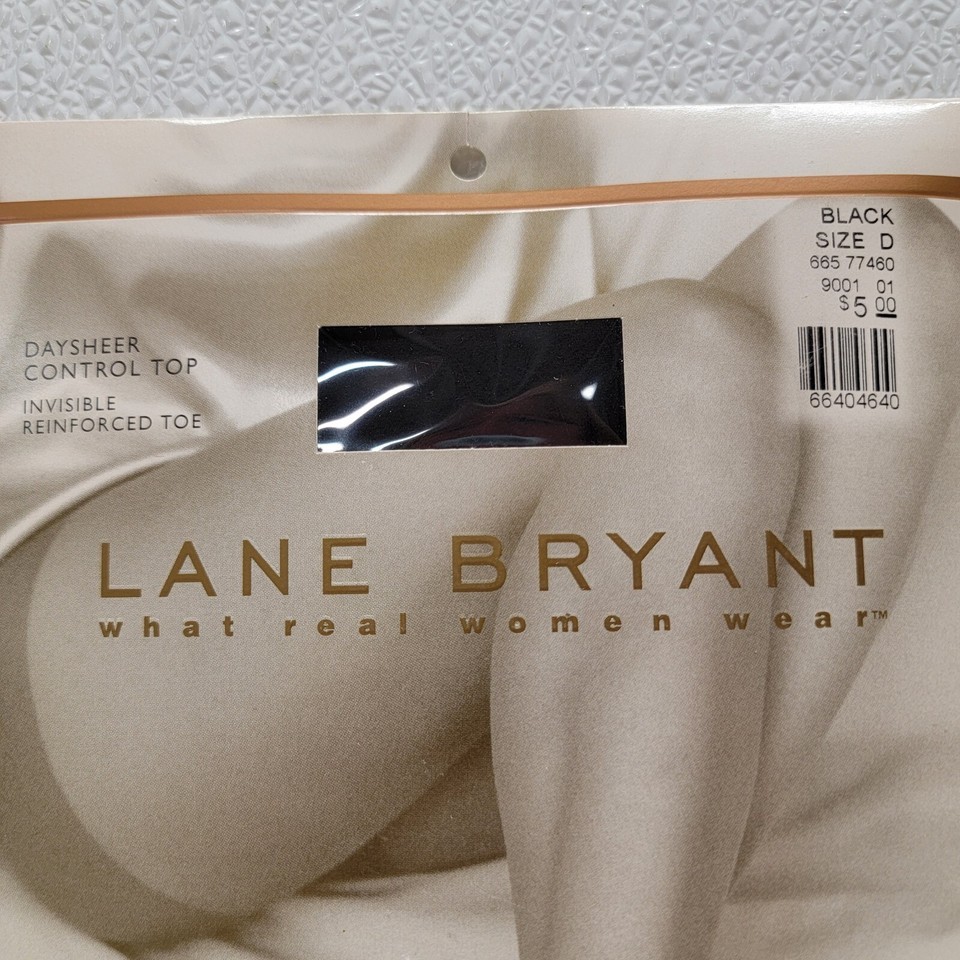 BLACK
SIZE D
665 77460
9001 01
$5 00
66404640
DAYSHEER
CONTROL TOP
INVISIBLE
REINFORCED TOE
LANE BRYANT
what real women wear™